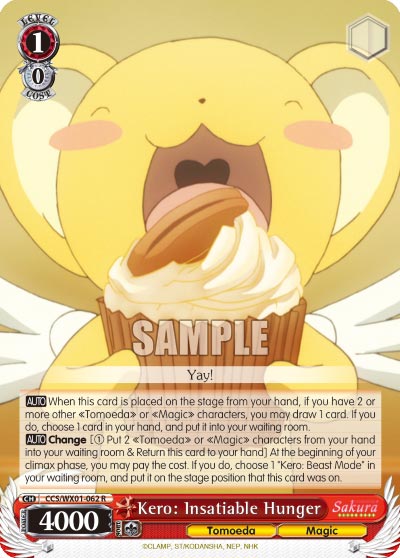 LEVEL
1
0
COST
SAMPLE
Yay!
AUTO When this card is placed on the stage from your hand, if you have 2 or
more other «Tomoeda» or «Magic» characters, you may draw 1 card. If you
do, choose 1 card in your hand, and put it into your waiting room.
AUTO Change [① Put 2 «Tomoeda» or «Magic» characters from your hand
into your waiting room & Return this card to your hand] At the beginning of your
climax phase, you may pay the cost. If you do, choose 1 "Kero: Beast Mode" in
your waiting room, and put it on the stage position that this card was on.
CH CCS/WX01-062 R
Kero: Insatiable Hunger
Sakura
POWER 4000
Tomoeda Magic
©CLAMP, ST/KODANSHA, NEP, NHK